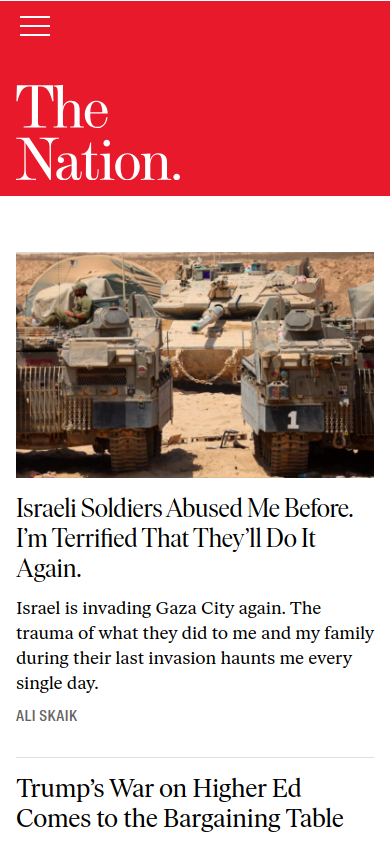 The
Nation.
1
Israeli Soldiers Abused Me Before.
I’m Terrified That They’ll Do It
Again.
Israel is invading Gaza City again. The
trauma of what they did to me and my family
during their last invasion haunts me every
single day.
ALI SKAIK
Trump’s War on Higher Ed
Comes to the Bargaining Table